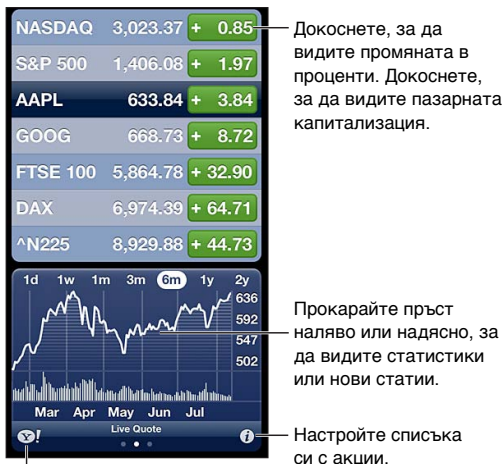 NASDAQ 3,023.37 + 0.85
S&P 500 1,406.08 + 1.97
AAPL 633.84 + 3.84
GOOG 668.73 + 8.72
FTSE 100 5,864.78 + 32.90
DAX 6,974.39 + 64.71
^N225 8,929.88 + 44.73
Докоснете, за да
видите промяната в
проценти. Докоснете,
за да видите пазарната
капитализация.
1d 1w 1m 3m 6m 1y 2y
636
592
547
502
Mar Apr May Jun Jul
Live Quote
Y!
i
Прокарайте пръст
наляво или надясно, за
да видите статистики
или нови статии.
Настройте списъка
си с акции.